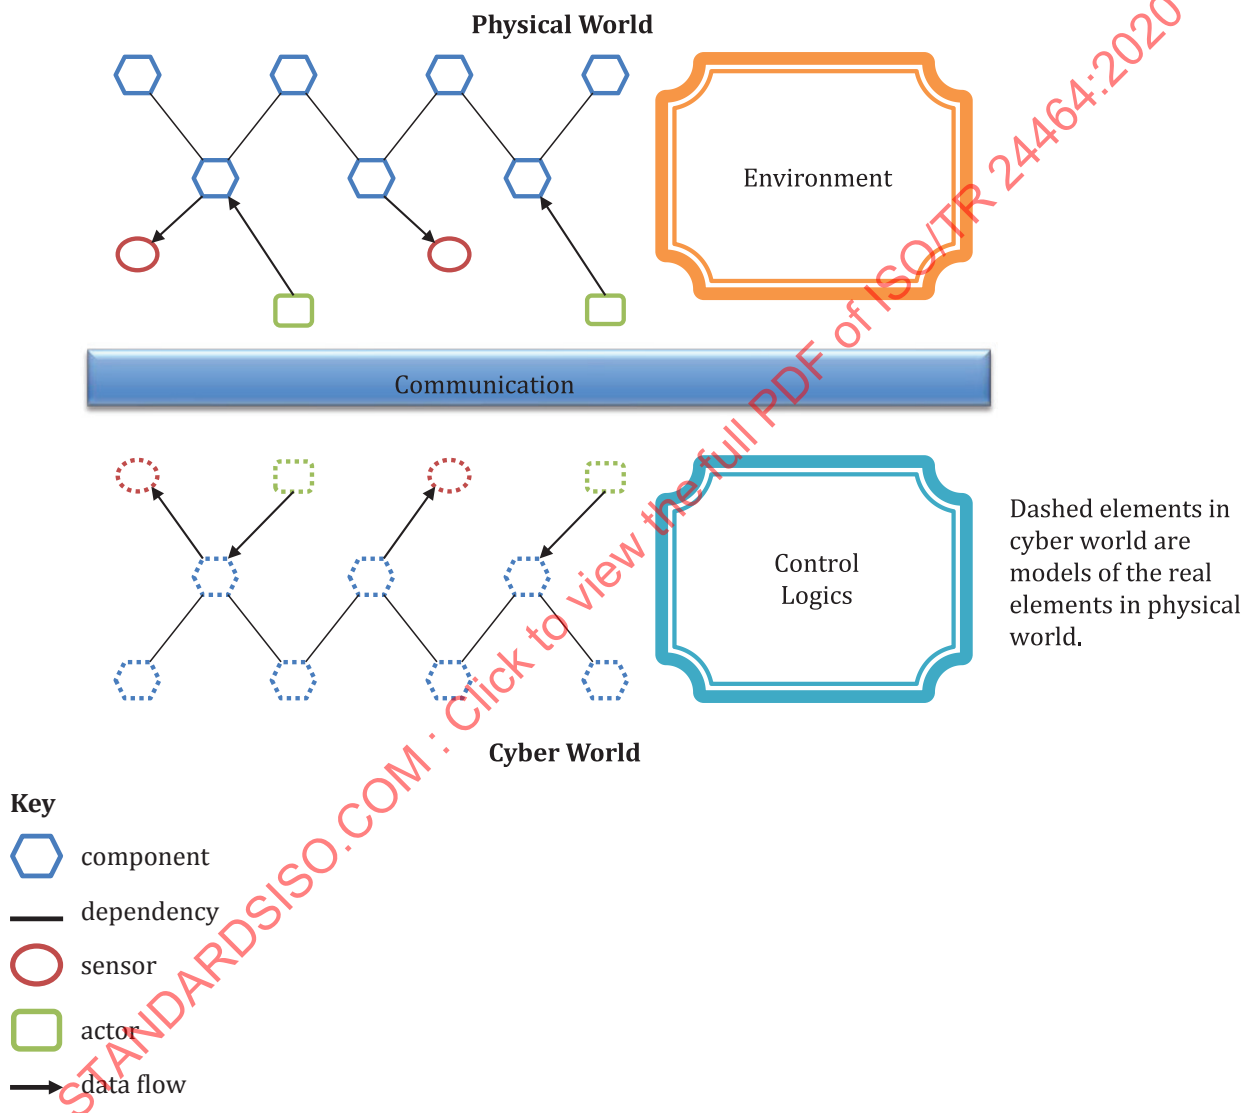 Physical World
Environment
Communication
Control
Logics
Dashed elements in
cyber world are
models of the real
elements in physical
world.
Cyber World
Key
component
dependency
sensor
actor
data flow
STANDARDSISO.COM : Click to view the full PDF of ISO/TR 24464:2020